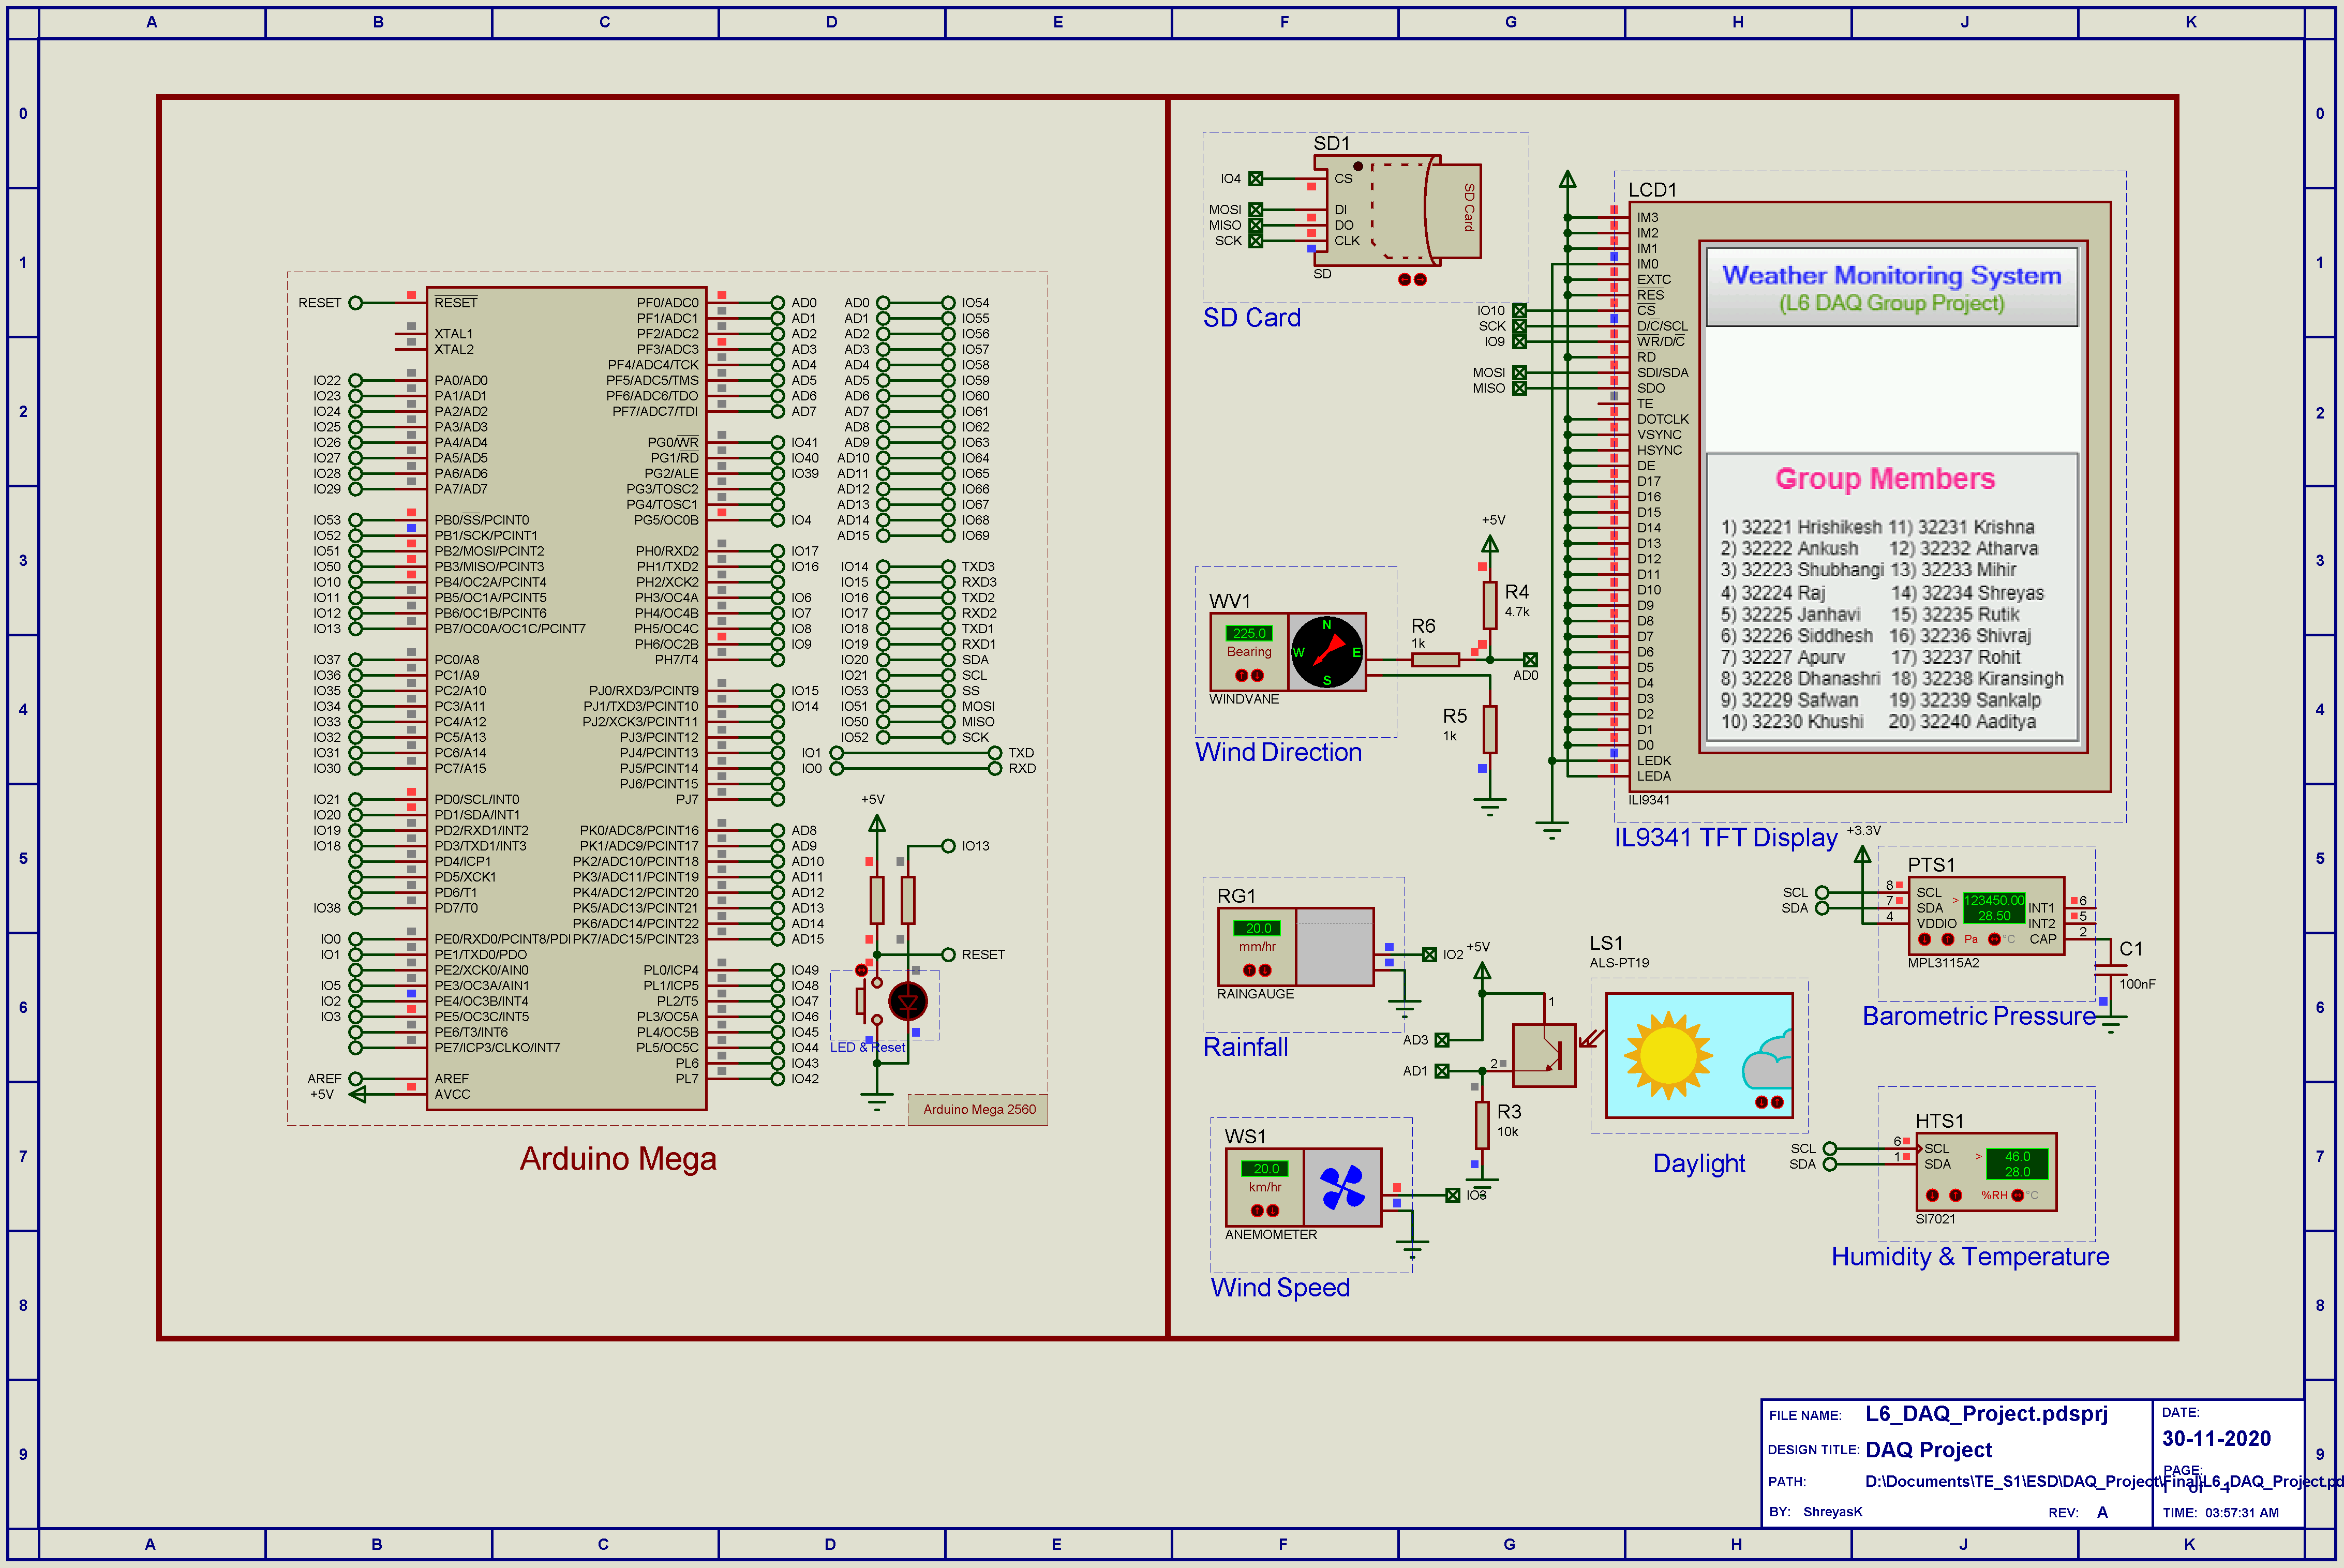 A B C D E F G H J K
0 0
1 1
2 2
3 3
4 4
5 5
6 6
7 7
8 8
9 9
RESET
IO22
IO23
IO24
IO25
IO26
IO27
IO28
IO29
IO53
IO52
IO51
IO50
IO10
IO11
IO12
IO13
IO37
IO36
IO35
IO34
IO33
IO32
IO31
IO30
IO21
IO20
IO19
IO18
IO38
IO0
IO1
IO5
IO2
IO3
AREF
+5V
RESET
XTAL1
XTAL2
PA0/AD0
PA1/AD1
PA2/AD2
PA3/AD3
PA4/AD4
PA5/AD5
PA6/AD6
PA7/AD7
PB0/SS/PCINT0
PB1/SCK/PCINT1
PB2/MOSI/PCINT2
PB3/MISO/PCINT3
PB4/OC2A/PCINT4
PB5/OC1A/PCINT5
PB6/OC1B/PCINT6
PB7/OC0A/OC1C/PCINT7
PC0/A8
PC1/A9
PC2/A10
PC3/A11
PC4/A12
PC5/A13
PC6/A14
PC7/A15
PD0/SCL/INT0
PD1/SDA/INT1
PD2/RXD1/INT2
PD3/TXD1/INT3
PD4/ICP1
PD5/XCK1
PD6/T1
PD7/T0
PE0/RXD0/PCINT8/PDI
PE1/TXD0/PDO
PE2/XCK0/AIN0
PE3/OC3A/AIN1
PE4/OC3B/INT4
PE5/OC3C/INT5
PE6/T3/INT6
PE7/ICP3/CLKO/INT7
AREF
AVCC
PF0/ADC0
PF1/ADC1
PF2/ADC2
PF3/ADC3
PF4/ADC4/TCK
PF5/ADC5/TMS
PF6/ADC6/TDO
PF7/ADC7/TDI
PG0/WR
PG1/RD
PG2/ALE
PG3/TOSC2
PG4/TOSC1
PG5/OC0B
PH0/RXD2
PH1/TXD2
PH2/XCK2
PH3/OC4A
PH4/OC4B
PH5/OC4C
PH6/OC2B
PH7/T4
PJ0/RXD3/PCINT9
PJ1/TXD3/PCINT10
PJ2/XCK3/PCINT11
PJ3/PCINT12
PJ4/PCINT13
PJ5/PCINT14
PJ6/PCINT15
PJ7
PK0/ADC8/PCINT16
PK1/ADC9/PCINT17
PK2/ADC10/PCINT18
PK3/ADC11/PCINT19
PK4/ADC12/PCINT20
PK5/ADC13/PCINT21
PK6/ADC14/PCINT22
PK7/ADC15/PCINT23
PL0/ICP4
PL1/ICP5
PL2/T5
PL3/OC5A
PL4/OC5B
PL5/OC5C
PL6
PL7
AD0
AD1
AD2
AD3
AD4
AD5
AD6
AD7
IO41
IO40
IO39
IO4
IO17
IO16
IO6
IO7
IO8
IO9
IO15
IO14
AD8
AD9
AD10
AD11
AD12
AD13
AD14
AD15
IO49
IO48
IO47
IO46
IO45
IO44
IO43
IO42
AD0 IO54
AD1 IO55
AD2 IO56
AD3 IO57
AD4 IO58
AD5 IO59
AD6 IO60
AD7 IO61
AD8 IO62
AD9 IO63
AD10 IO64
AD11 IO65
AD12 IO66
AD13 IO67
AD14 IO68
AD15 IO69
IO14 TXD3
IO15 RXD3
IO16 TXD2
IO17 RXD2
IO18 TXD1
IO19 RXD1
IO20 SDA
IO21 SCL
IO53 SS
IO51 MOSI
IO50 MISO
IO52 SCK
IO1 TXD
IO0 RXD
+5V
IO13
RESET
LED & Reset
Arduino Mega 2560
Arduino Mega
SD1
IO4 CS
MOSI DI
MISO DO
SCK CLK
SD Card
SD
SD Card
LCD1
IO10
SCK
IO9
MOSI
MISO
IM3
IM2
IM1
IM0
EXTC
RES
CS
D/C/SCL
WR/D/C
RD
SDI/SDA
SDO
TE
DOTCLK
VSYNC
HSYNC
DE
D17
D16
D15
D14
D13
D12
D11
D10
D9
D8
D7
D6
D5
D4
D3
D2
D1
D0
LEDK
LEDA
ILI9341
IL9341 TFT Display
Weather Monitoring System
(L6 DAQ Group Project)
Group Members
1) 32221 Hrishikesh 11) 32231 Krishna
2) 32222 Ankush 12) 32232 Atharva
3) 32223 Shubhangi 13) 32233 Mihir
4) 32224 Raj 14) 32234 Shreyas
5) 32225 Janhavi 15) 32235 Rutik
6) 32226 Siddhesh 16) 32236 Shivraj
7) 32227 Apurv 17) 32237 Rohit
8) 32228 Dhanashri 18) 32238 Kiransingh
9) 32229 Safwan 19) 32239 Sankalp
10) 32230 Khushi 20) 32240 Aaditya
WV1
225.0
Bearing
N
W E
S
WINDVANE
Wind Direction
+5V
R4
4.7k
R6
1k
AD0
R5
1k
RG1
20.0
mm/hr
RAINGAUGE
Rainfall
IO2
+5V
AD3
AD1
1
2
R3
10k
LS1
ALS-PT19
Daylight
WS1
20.0
km/hr
ANEMOMETER
Wind Speed
IO3
+3.3V
PTS1
SCL 8 SCL
SDA 7 SDA
4 VDDIO
> 123450.00
28.50
INT1 6
INT2 5
CAP 2
Pa °C
MPL3115A2
C1
100nF
Barometric Pressure
HTS1
SCL 6 SCL
SDA 1 SDA
> 46.0
28.0
%RH °C
SI7021
Humidity & Temperature
FILE NAME: L6_DAQ_Project.pdsprj
DESIGN TITLE: DAQ Project
PATH: D:\Documents\TE_S1\ESD\DAQ_Project\Final\L6_DAQ_Project.pd
BY: ShreyasK REV: A
DATE:
30-11-2020
PAGE:
of
TIME: 03:57:31 AM
A B C D E F G H J K